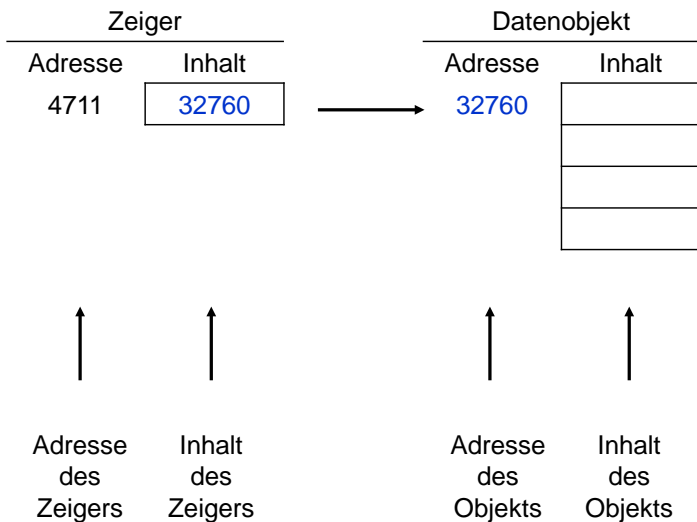 Zeiger Datenobjekt
Adresse Inhalt Adresse Inhalt
4711 32760 32760
Adresse des Zeigers
Inhalt des Zeigers
Adresse des Objekts
Inhalt des Objekts